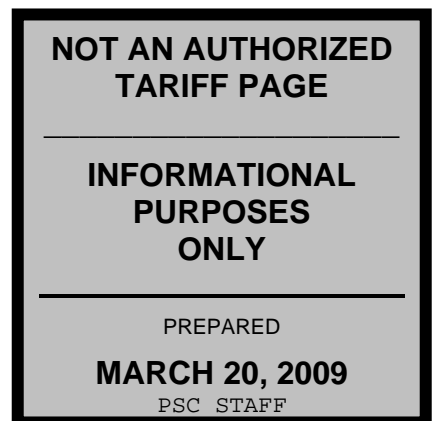 NOT AN AUTHORIZED
TARIFF PAGE
INFORMATIONAL
PURPOSES
ONLY
PREPARED
MARCH 20, 2009
PSC STAFF